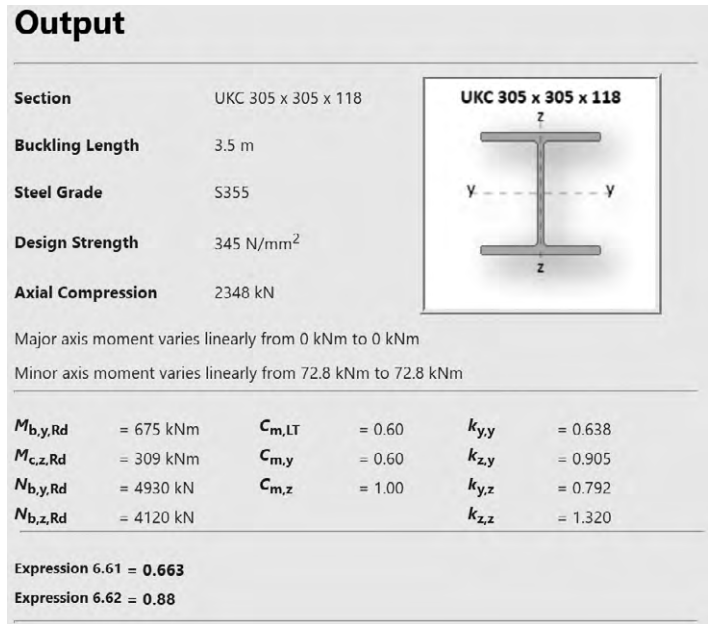 Output
Section UKC 305 x 305 x 118
UKC 305 x 305 x 118
z
Buckling Length 3.5 m
Steel Grade S355
y y
Design Strength 345 N/mm²
z
Axial Compression 2348 kN
Major axis moment varies linearly from 0 kNm to 0 kNm
Minor axis moment varies linearly from 72.8 kNm to 72.8 kNm
Mb,y,Rd = 675 kNm Cm,LT = 0.60 ky,y = 0.638
Mc,z,Rd = 309 kNm Cm,y = 0.60 kz,y = 0.905
Nb,y,Rd = 4930 kN Cm,z = 1.00 ky,z = 0.792
Nb,z,Rd = 4120 kN kz,z = 1.320
Expression 6.61 = 0.663
Expression 6.62 = 0.88